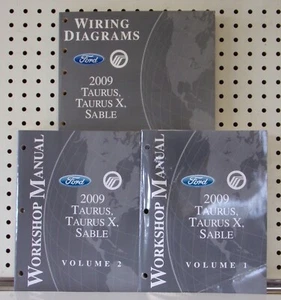 WIRING
DIAGRAMS
Ford
2009
TAURUS,
TAURUS X,
SABLE
WORKSHOP MANUAL
Ford
2009
TAURUS,
TAURUS X,
SABLE
VOLUME 2
WORKSHOP MANUAL
Ford
2009
TAURUS,
TAURUS X,
SABLE
VOLUME 1